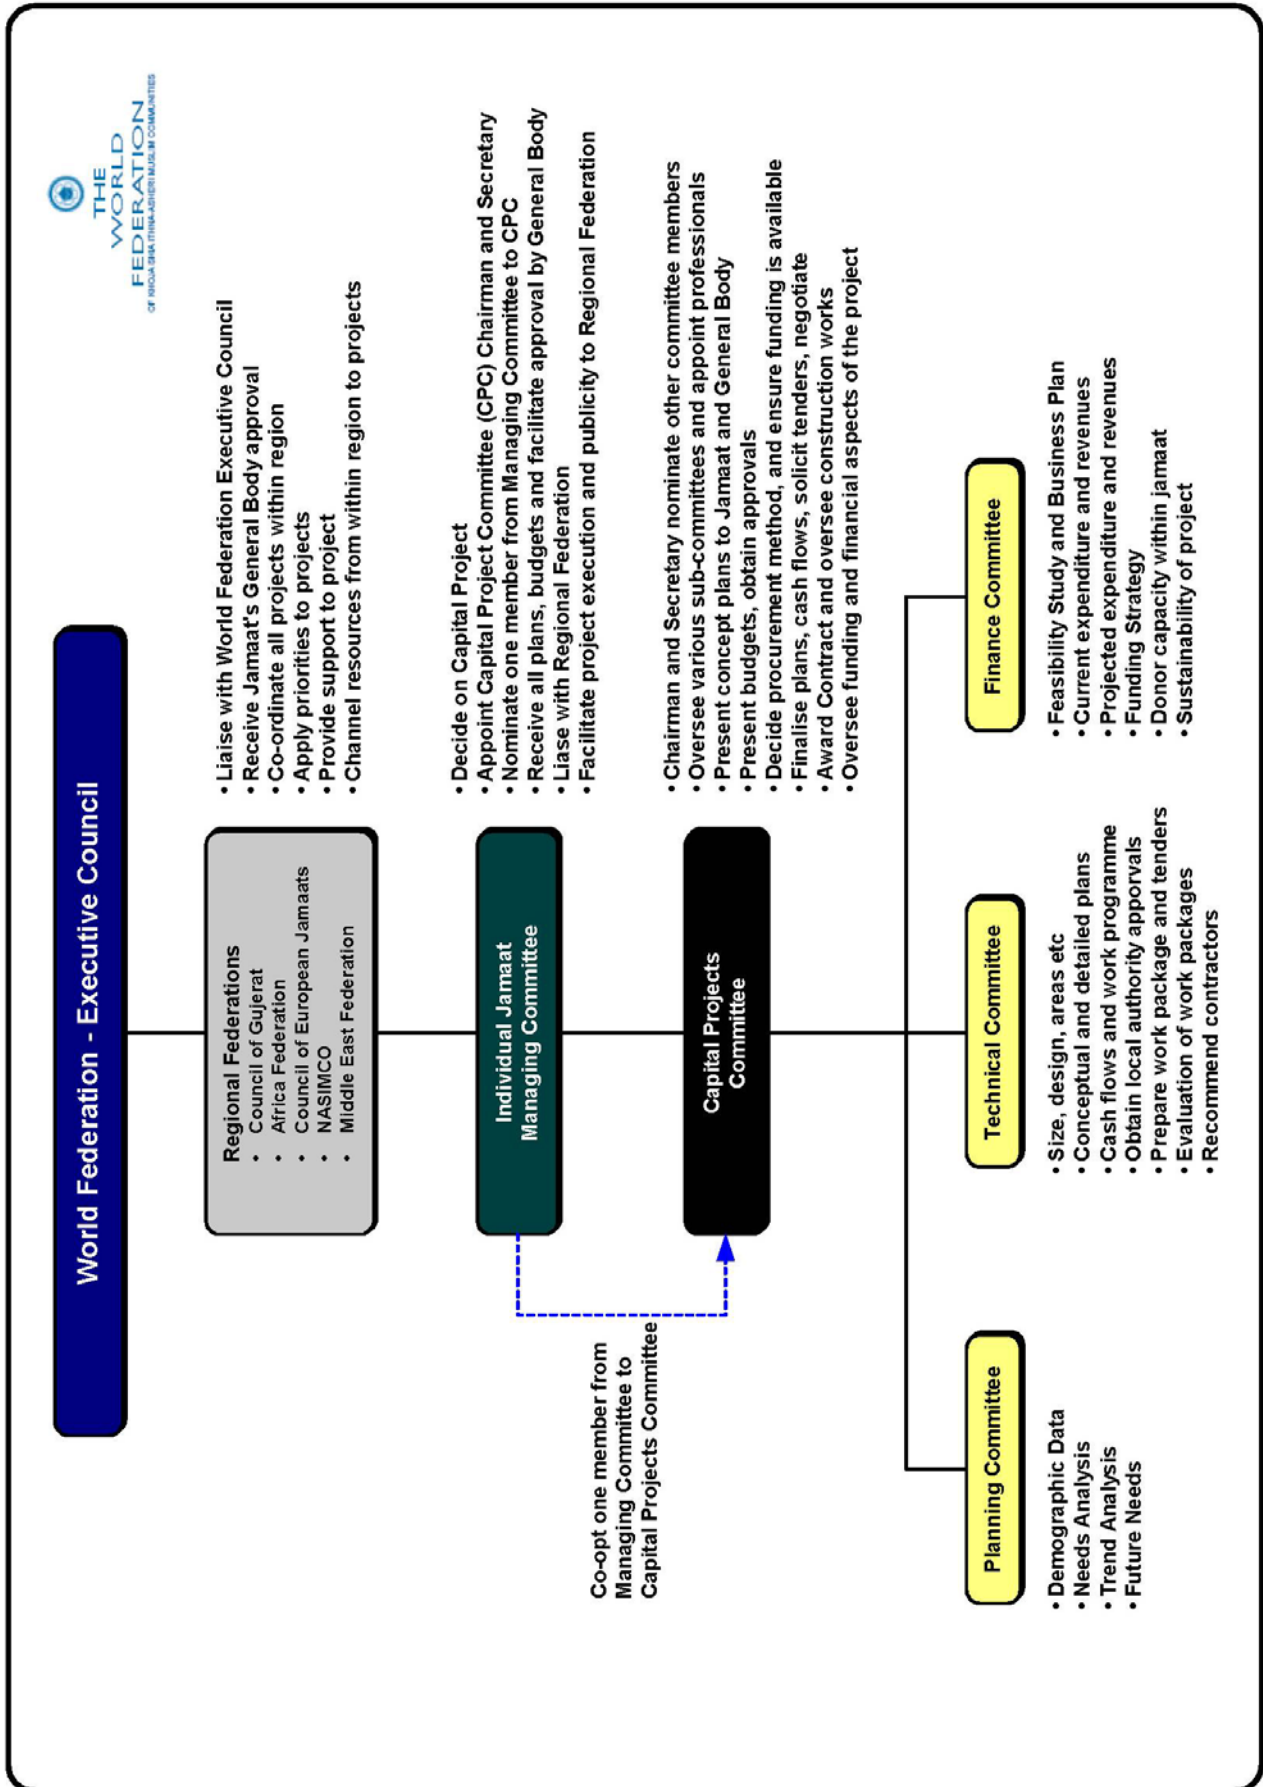 THE
WORLD
FEDERATION
OF KHOJA SHIA ITHNA-ASHERI MUSLIM COMMUNITIES
World Federation - Executive Council
Regional Federations
• Council of Gujerat
• Africa Federation
• Council of European Jamaats
• NASIMCO
• Middle East Federation
• Liaise with World Federation Executive Council
• Receive Jamaat's General Body approval
• Co-ordinate all projects within region
• Apply priorities to projects
• Provide support to project
• Channel resources from within region to projects
Individual Jamaat
Managing Committee
• Decide on Capital Project
• Appoint Capital Project Committee (CPC) Chairman and Secretary
• Nominate one member from Managing Committee to CPC
• Receive all plans, budgets and facilitate approval by General Body
• Liase with Regional Federation
• Facilitate project execution and publicity to Regional Federation
Co-opt one member from
Managing Committee to
Capital Projects Committee
Capital Projects
Committee
• Chairman and Secretary nominate other committee members
• Oversee various sub-committees and appoint professionals
• Present concept plans to Jamaat and General Body
• Present budgets, obtain approvals
• Decide procurement method, and ensure funding is available
• Finalise plans, cash flows, solicit tenders, negotiate
• Award Contract and oversee construction works
• Oversee funding and financial aspects of the project
Planning Committee
• Demographic Data
• Needs Analysis
• Trend Analysis
• Future Needs
Technical Committee
• Size, design, areas etc
• Conceptual and detailed plans
• Cash flows and work programme
• Obtain local authority apporvals
• Prepare work package and tenders
• Evaluation of work packages
• Recommend contractors
Finance Committee
• Feasibility Study and Business Plan
• Current expenditure and revenues
• Projected expenditure and revenues
• Funding Strategy
• Donor capacity within jamaat
• Sustainability of project